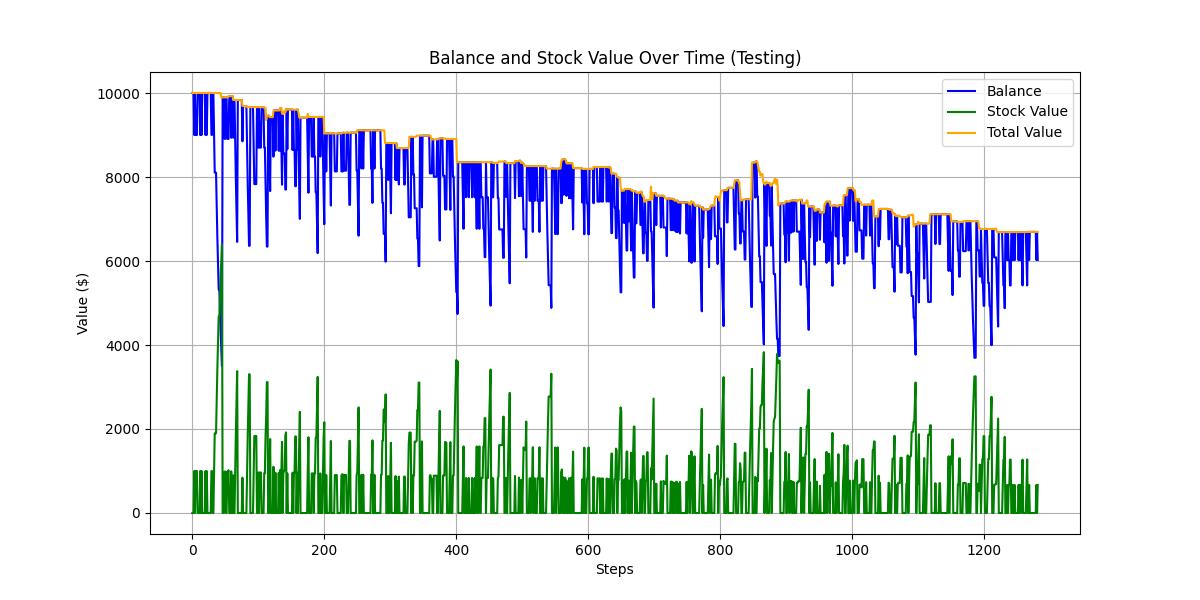 Balance and Stock Value Over Time (Testing)
Balance
Stock Value
Total Value
Value ($)
10000
8000
6000
4000
2000
0
0 200 400 600 800 1000 1200
Steps